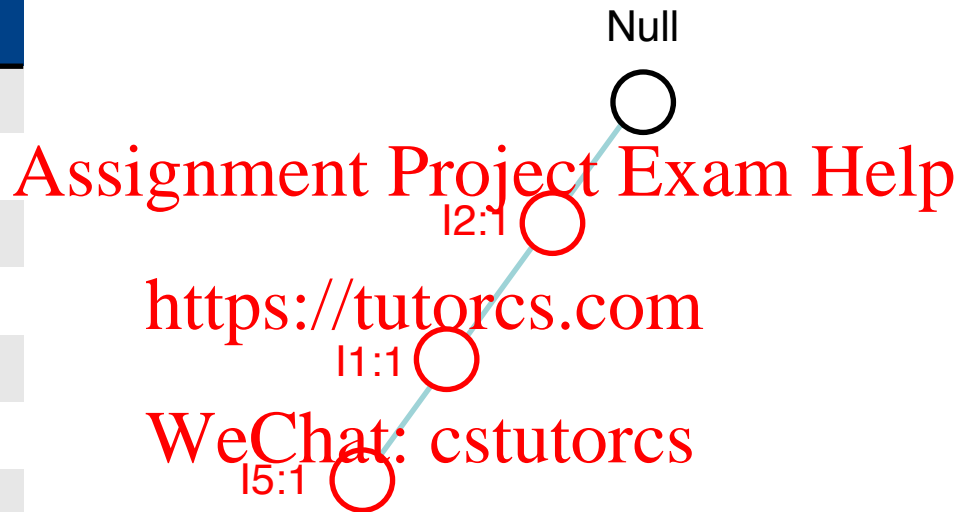 Null
Assignment Project Exam Help
I2:1
https://tutorcs.com
I1:1
WeChat: cstutorcs
I5:1